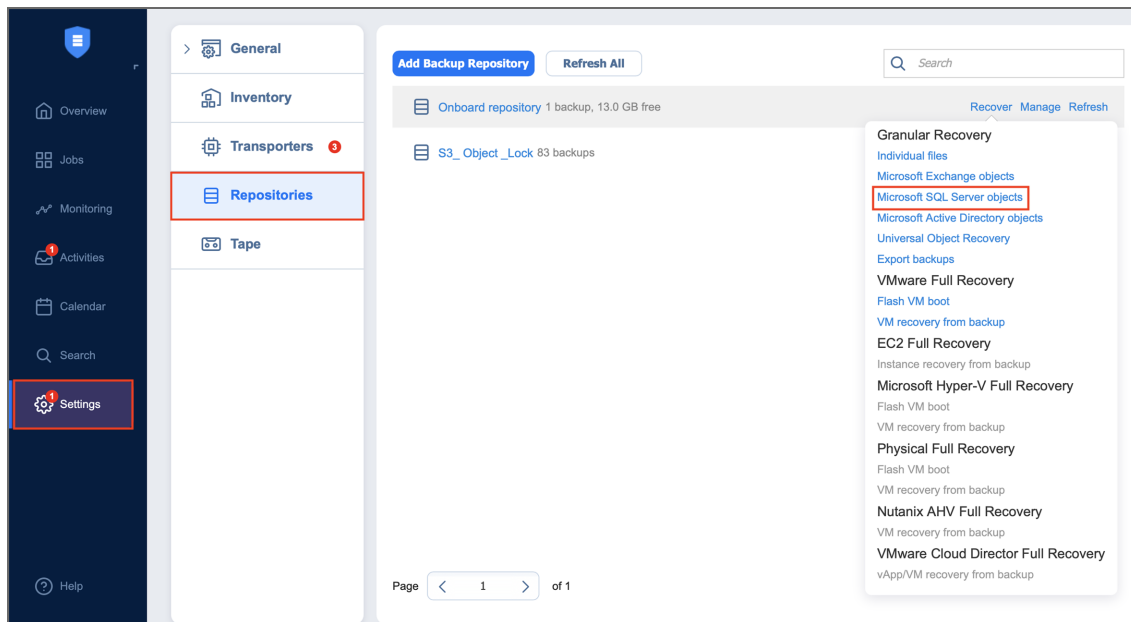 Overview
Jobs
Monitoring
1
Activities
Calendar
Search
1
Settings
Help
General
Inventory
Transporters 3
Repositories
Tape
Add Backup Repository Refresh All Search
Onboard repository 1 backup, 13.0 GB free Recover Manage Refresh
S3_ Object _Lock 83 backups
Granular Recovery
Individual files
Microsoft Exchange objects
Microsoft SQL Server objects
Microsoft Active Directory objects
Universal Object Recovery
Export backups
VMware Full Recovery
Flash VM boot
VM recovery from backup
EC2 Full Recovery
Instance recovery from backup
Microsoft Hyper-V Full Recovery
Flash VM boot
VM recovery from backup
Physical Full Recovery
Flash VM boot
VM recovery from backup
Nutanix AHV Full Recovery
VM recovery from backup
VMware Cloud Director Full Recovery
vApp/VM recovery from backup
Page 1 of 1